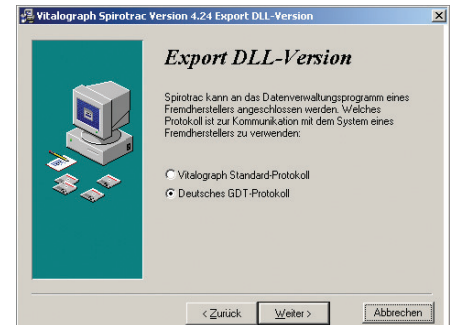 Vitalograph Spirotrac Version 4.24 Export DLL-Version
Export DLL-Version
Spirotrac kann an das Datenverwaltungsprogramm eines
Fremdherstellers angeschlossen werden. Welches
Protokoll ist zur Kommunikation mit dem System eines
Fremdherstellers zu verwenden:
Vitalograph Standard-Protokoll
Deutsches GDT-Protokoll
< Zurück Weiter > Abbrechen